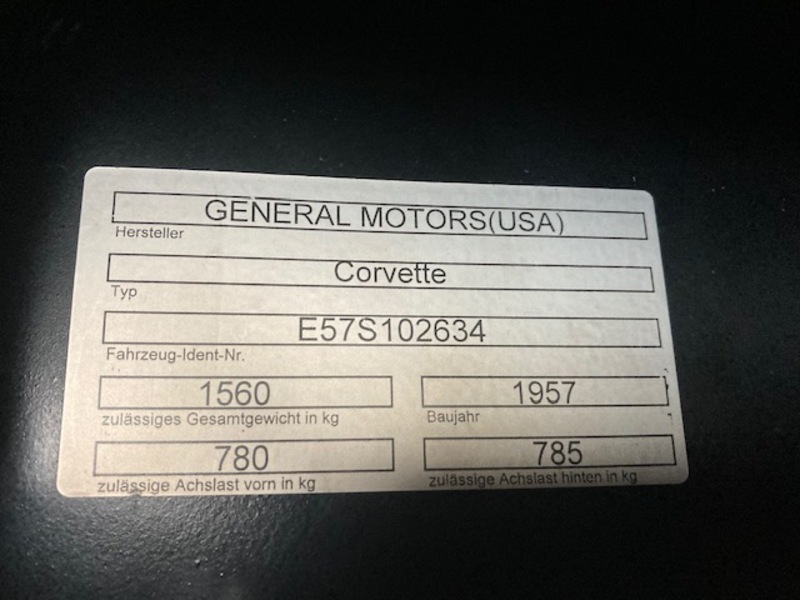 GENERAL MOTORS(USA)
Hersteller
Corvette
Typ
E57S102634
Fahrzeug-Ident-Nr.
1560 1957
zulässiges Gesamtgewicht in kg Baujahr
780 785
zulässige Achslast vorn in kg zulässige Achslast hinten in kg